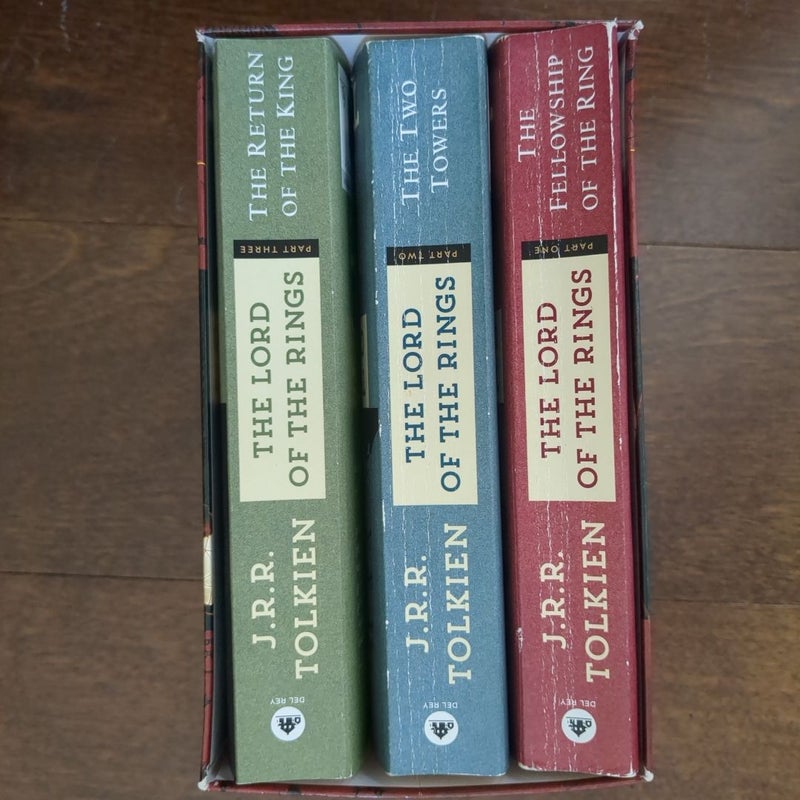 THE RETURN
OF THE KING
PART THREE
THE LORD
OF THE RINGS
J.R.R.
TOLKIEN
DEL REY
THE TWO
TOWERS
PART TWO
THE LORD
OF THE RINGS
J.R.R.
TOLKIEN
DEL REY
THE
FELLOWSHIP
OF THE RING
PART ONE
THE LORD
OF THE RINGS
J.R.R.
TOLKIEN
DEL REY